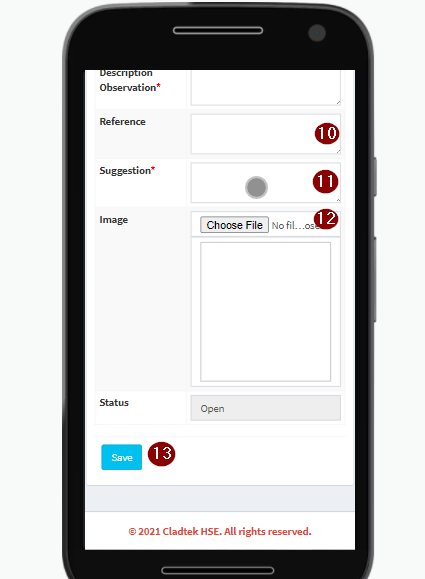 Description
Observation*
Reference
10
Suggestion*
11
Image
Choose File No fil...ose
12
Status
Open
Save
13
© 2021 Cladtek HSE. All rights reserved.